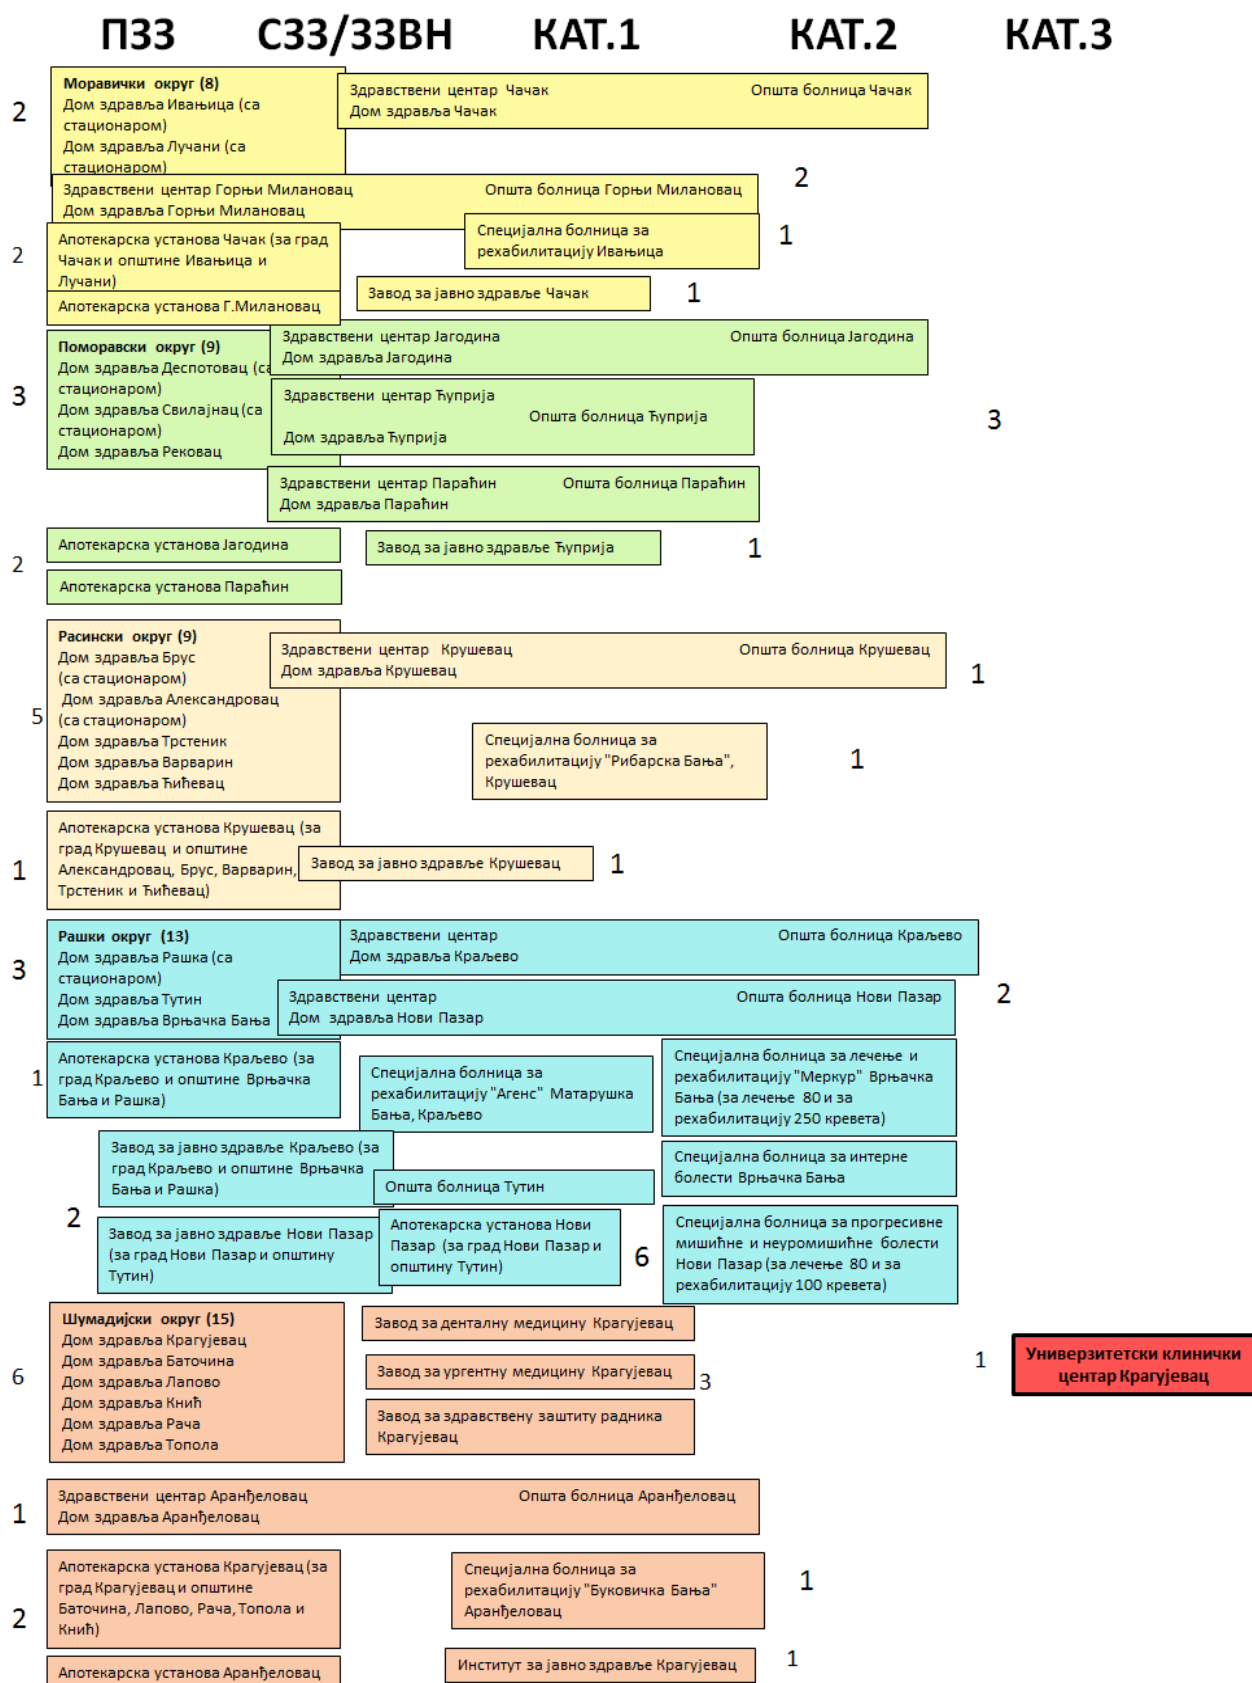 ПЗЗ СЗЗ/ЗЗВН КАТ.1 КАТ.2 КАТ.3
2
Моравички округ (8)
Дом здравља Ивањица (са
стационаром)
Дом здравља Лучани (са
стационаром)
Здравствени центар Чачак Општа болница Чачак
Дом здравља Чачак
Здравствени центар Горњи Милановац Општа болница Горњи Милановац
Дом здравља Горњи Милановац
2
Специјална болница за
рехабилитацију Ивањица
1
2
Апотекарска установа Чачак (за град
Чачак и општине Ивањица и
Лучани)
Апотекарска установа Г.Милановац
Завод за јавно здравље Чачак
1
3
Поморавски округ (9)
Дом здравља Деспотовац (са
стационаром)
Дом здравља Свилајнац (са
стационаром)
Дом здравља Рековац
Здравствени центар Јагодина Општа болница Јагодина
Дом здравља Јагодина
Здравствени центар Ћуприја
Општа болница Ћуприја
Дом здравља Ћуприја
3
Здравствени центар Параћин Општа болница Параћин
Дом здравља Параћин
2
Апотекарска установа Јагодина
Апотекарска установа Параћин
Завод за јавно здравље Ћуприја
1
5
Расински округ (9)
Дом здравља Брус
(са стационаром)
Дом здравља Александровац
(са стационаром)
Дом здравља Трстеник
Дом здравља Варварин
Дом здравља Ћићевац
Здравствени центар Крушевац Општа болница Крушевац
Дом здравља Крушевац
1
Специјална болница за
рехабилитацију "Рибарска Бања",
Крушевац
1
1
Апотекарска установа Крушевац (за
град Крушевац и општине
Александровац, Брус, Варварин,
Трстеник и Ћићевац)
Завод за јавно здравље Крушевац
1
3
Рашки округ (13)
Дом здравља Рашка (са
стационаром)
Дом здравља Тутин
Дом здравља Врњачка Бања
Здравствени центар Општа болница Краљево
Дом здравља Краљево
Здравствени центар Општа болница Нови Пазар
Дом здравља Нови Пазар
2
1
Апотекарска установа Краљево (за
град Краљево и општине Врњачка
Бања и Рашка)
Специјална болница за
рехабилитацију "Агенс" Матарушка
Бања, Краљево
Специјална болница за лечење и
рехабилитацију "Меркур" Врњачка
Бања (за лечење 80 и за
рехабилитацију 250 кревета)
2
Завод за јавно здравље Краљево (за
град Краљево и општине Врњачка
Бања и Рашка)
Општа болница Тутин
Специјална болница за интерне
болести Врњачка Бања
Завод за јавно здравље Нови Пазар
(за град Нови Пазар и општину
Тутин)
Апотекарска установа Нови
Пазар (за град Нови Пазар и
општину Тутин)
6
Специјална болница за прогресивне
мишићне и неуромишићне болести
Нови Пазар (за лечење 80 и за
рехабилитацију 100 кревета)
6
Шумадијски округ (15)
Дом здравља Крагујевац
Дом здравља Баточина
Дом здравља Лапово
Дом здравља Кнић
Дом здравља Рача
Дом здравља Топола
Завод за денталну медицину Крагујевац
Завод за ургентну медицину Крагујевац
3
Завод за здравствену заштиту радника
Крагујевац
1
Универзитетски клинички
центар Крагујевац
1
Здравствени центар Аранђеловац Општа болница Аранђеловац
Дом здравља Аранђеловац
2
Апотекарска установа Крагујевац (за
град Крагујевац и општине
Баточина, Лапово, Рача, Топола и
Кнић)
Специјална болница за
рехабилитацију "Буковичка Бања"
Аранђеловац
1
Апотекарска установа Аранђеловац
Институт за јавно здравље Крагујевац
1